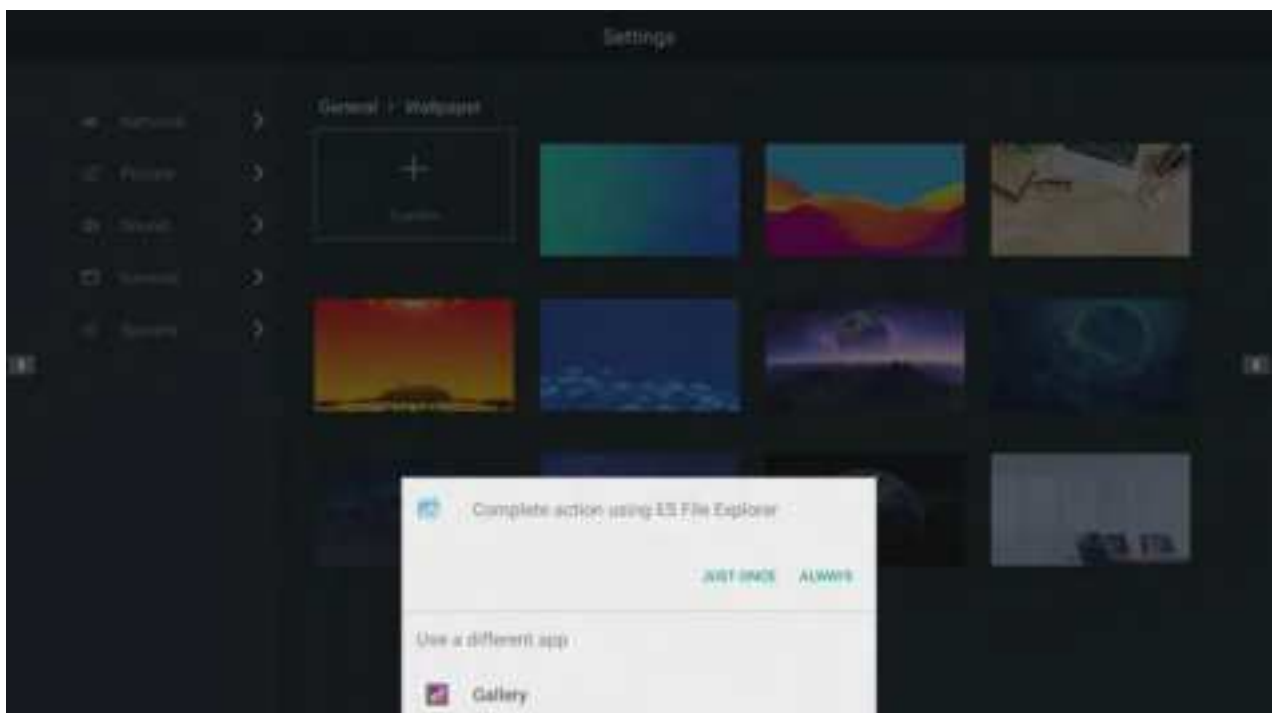 Settings
General > Wallpaper
Network
Picture
Sound
General
System
Complete action using ES File Explorer
JUST ONCE
ALWAYS
Use a different app
Gallery